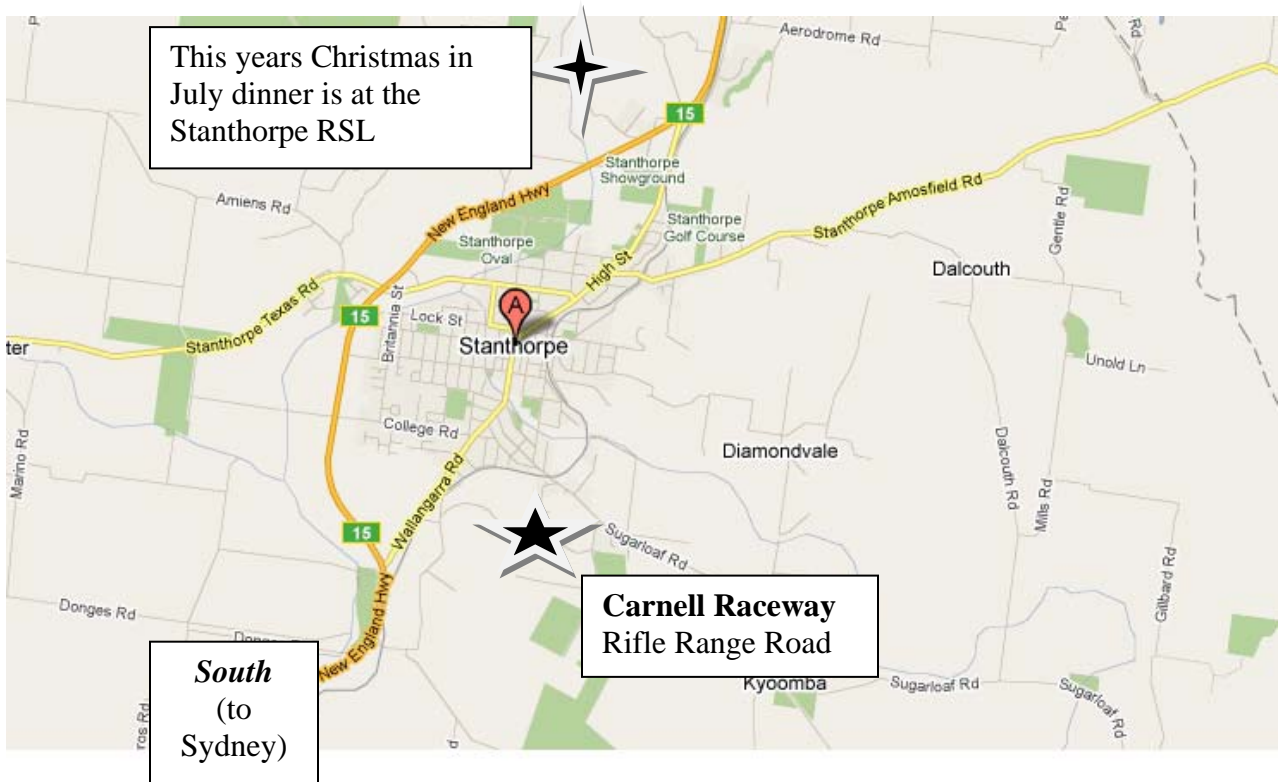 Aerodrome Rd
This years Christmas in
July dinner is at the
Stanthorpe RSL
15
Stanthorpe
Showground
Amiens Rd
New England Hwy
Stanthorpe
Golf Course
Stanthorpe Amosfield Rd
Gentle Rd
Stanthorpe
Oval
High St
Dalcouth
Stanthorpe Texas Rd
15
Britannia St
Lock St
A
Stanthorpe
ter
Unold Ln
College Rd
Diamondvale
Marino Rd
Dalcouth Rd
Mills Rd
15
Wallangarra Rd
Sugarloaf Rd
Gillbard Rd
Donges Rd
New England Hwy
Carnell Raceway
Rifle Range Road
South
(to
Sydney)
Kyoomba
Sugarloaf Rd
Sugarloaf Rd